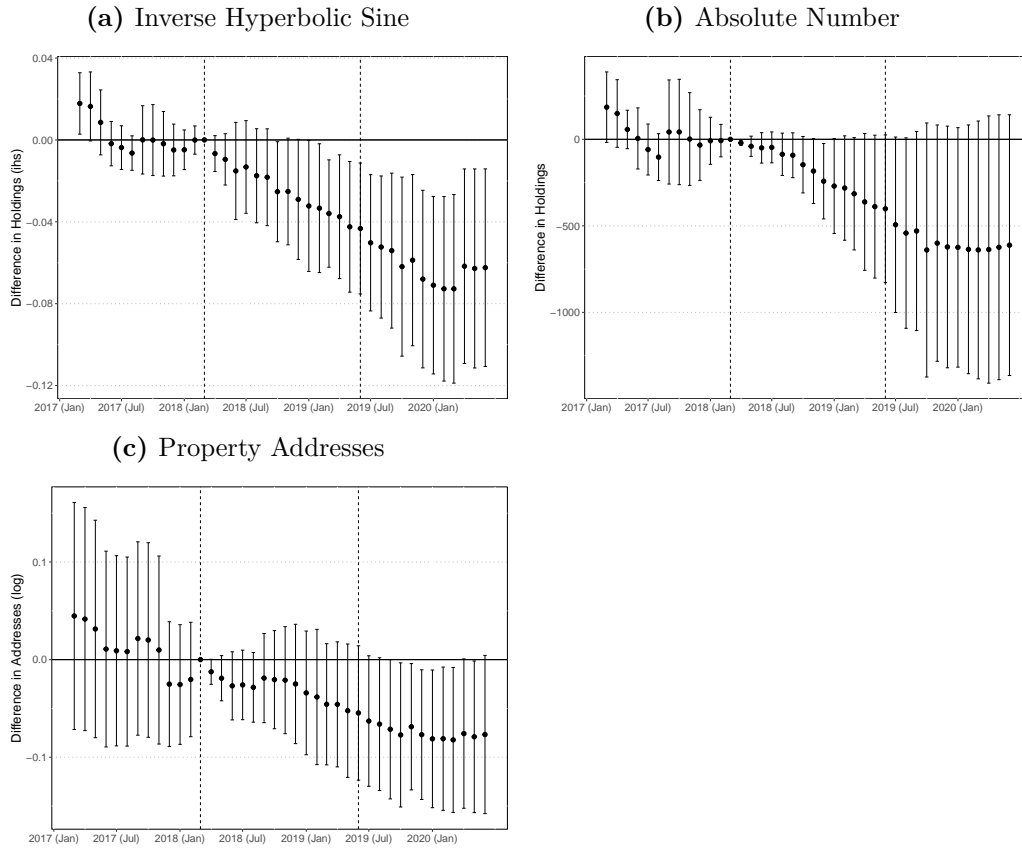 (a) Inverse Hyperbolic Sine
Difference in Holdings (ihs)
0.04
0.00
−0.04
−0.08
−0.12
2017 (Jan) 2017 (Jul) 2018 (Jan) 2018 (Jul) 2019 (Jan) 2019 (Jul) 2020 (Jan)
(b) Absolute Number
Difference in Holdings
0
−500
−1000
2017 (Jan) 2017 (Jul) 2018 (Jan) 2018 (Jul) 2019 (Jan) 2019 (Jul) 2020 (Jan)
(c) Property Addresses
Difference in Addresses (log)
0.1
0.0
−0.1
2017 (Jan) 2017 (Jul) 2018 (Jan) 2018 (Jul) 2019 (Jan) 2019 (Jul) 2020 (Jan)